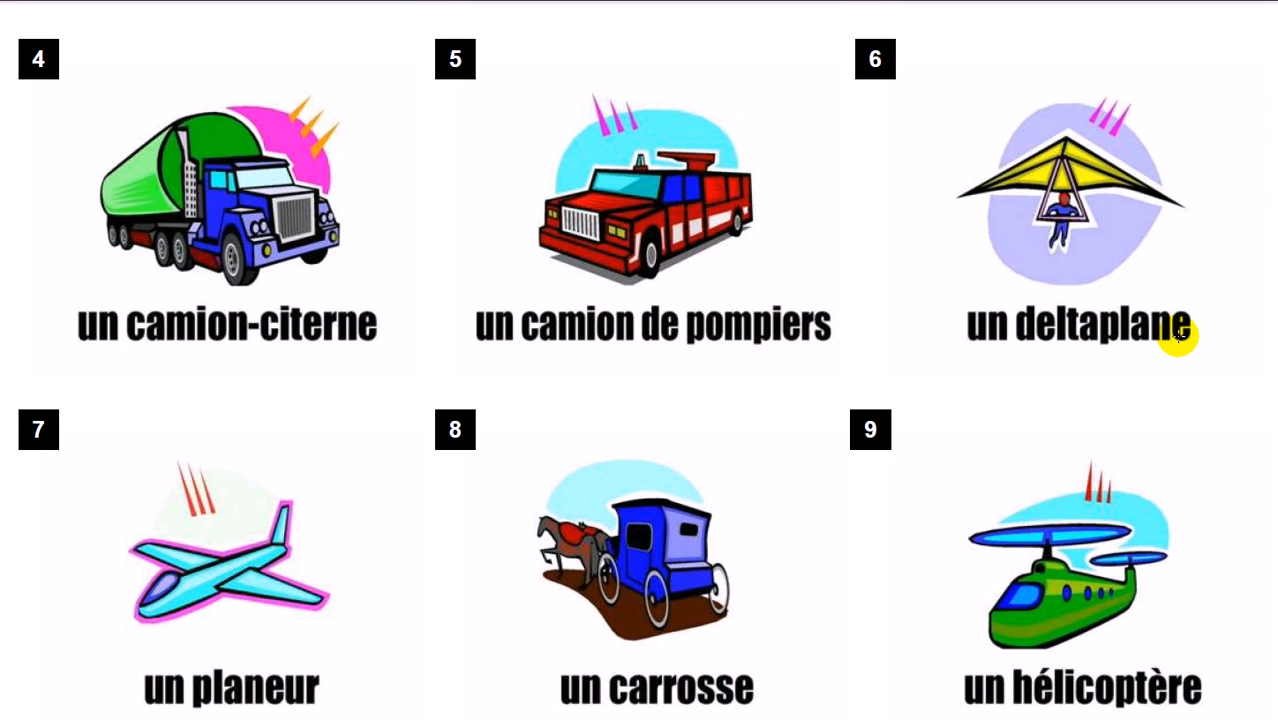 4
5
6
un camion-citerne
un camion de pompiers
un deltaplane
7
8
9
un planeur
un carrosse
un hélicoptère